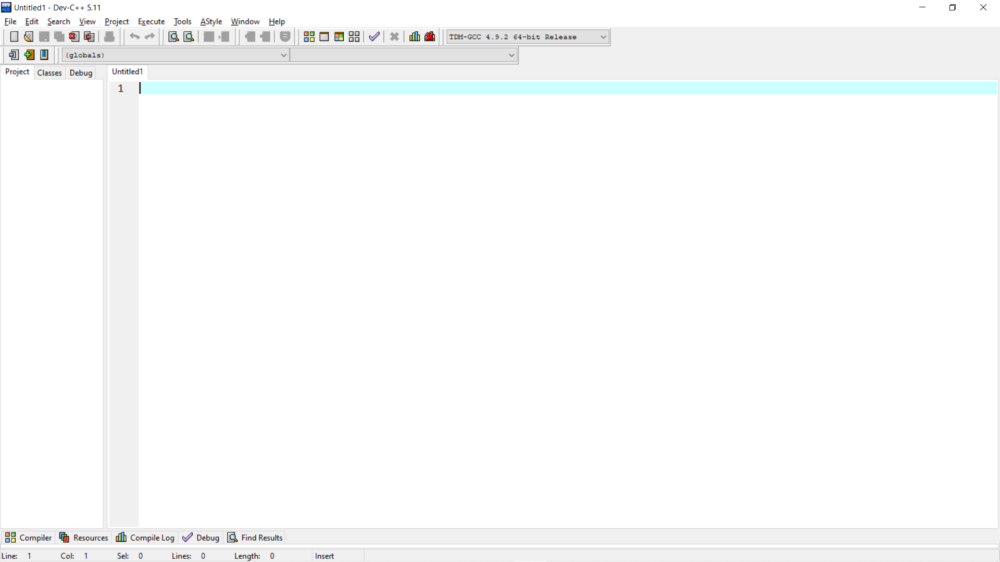 Untitled1 - Dev-C++ 5.11
File Edit Search View Project Execute Tools AStyle Window Help
TDM-GCC 4.9.2 64-bit Release
(globals)
Project Classes Debug Untitled1
1
Compiler Resources Compile Log Debug Find Results
Line: 1 Col: 1 Sel: 0 Lines: 0 Length: 0 Insert